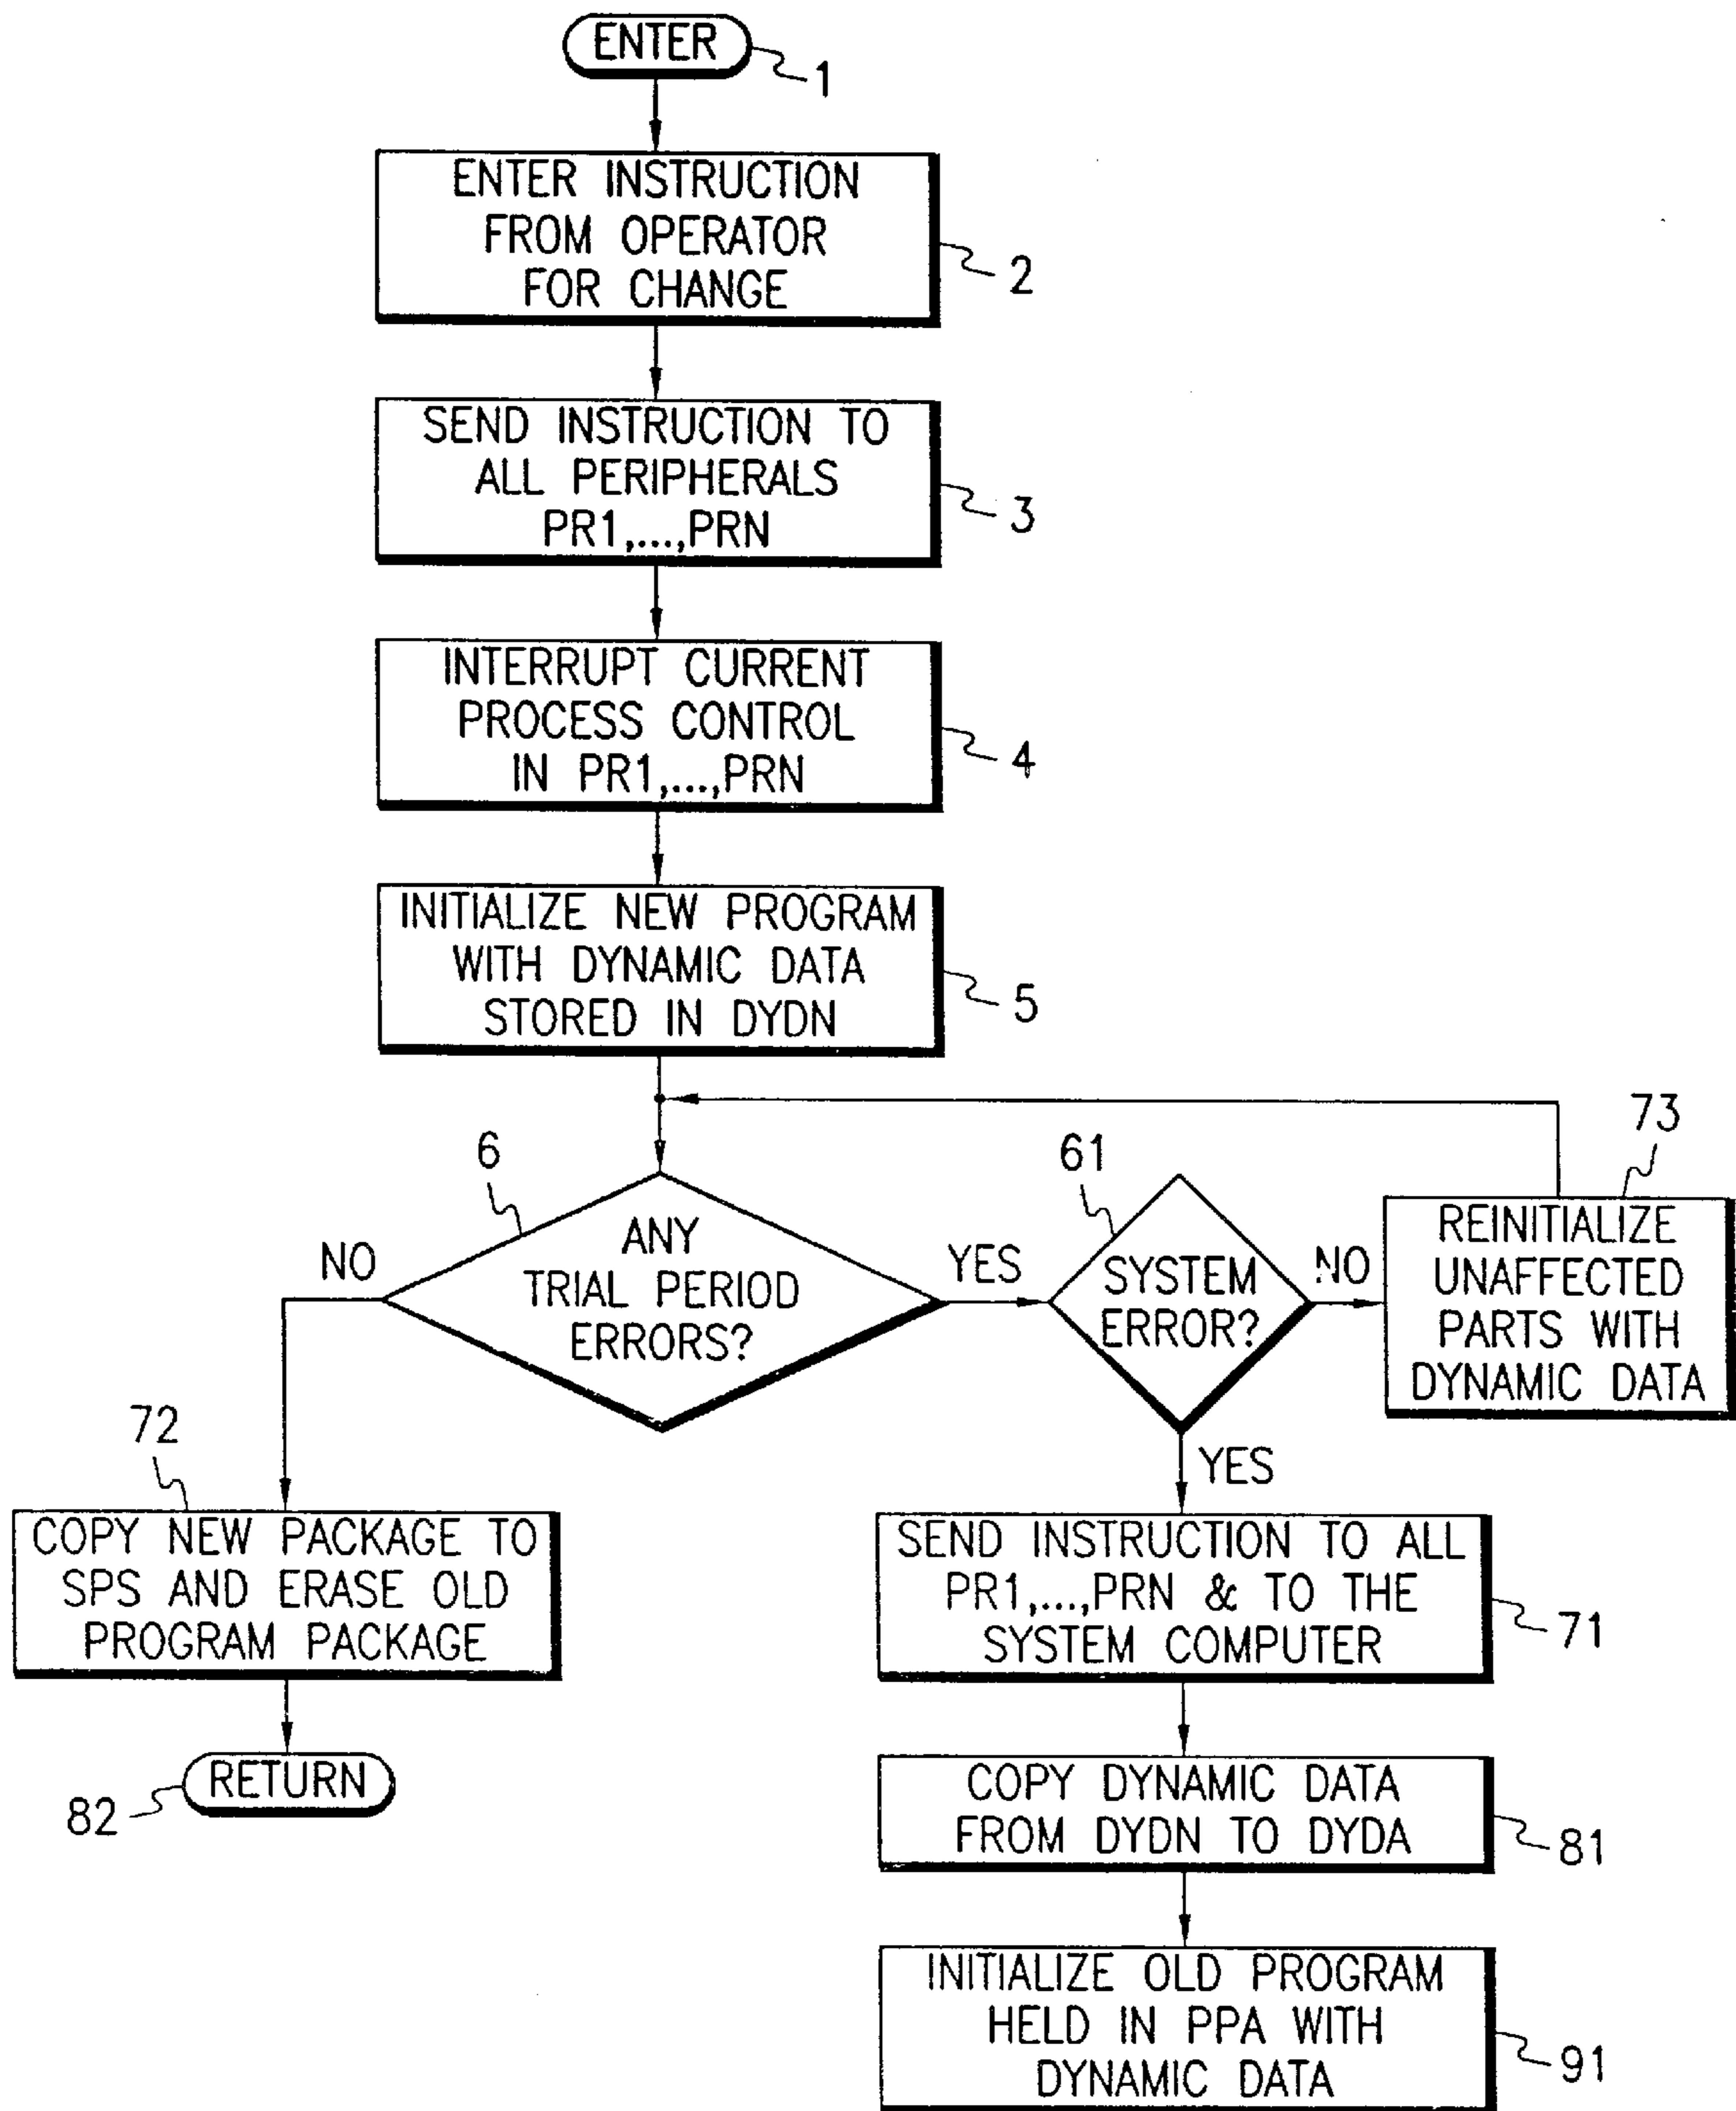 ENTER
1
ENTER INSTRUCTION
FROM OPERATOR
FOR CHANGE
2
SEND INSTRUCTION TO
ALL PERIPHERALS
PR1,...,PRN
3
INTERRUPT CURRENT
PROCESS CONTROL
IN PR1,...,PRN
4
INITIALIZE NEW PROGRAM
WITH DYNAMIC DATA
STORED IN DYDN
5
6
ANY
TRIAL PERIOD
ERRORS?
NO
YES
61
SYSTEM
ERROR?
NO
YES
73
REINITIALIZE
UNAFFECTED
PARTS WITH
DYNAMIC DATA
72
COPY NEW PACKAGE TO
SPS AND ERASE OLD
PROGRAM PACKAGE
RETURN
82
SEND INSTRUCTION TO ALL
PR1,...,PRN & TO THE
SYSTEM COMPUTER
71
COPY DYNAMIC DATA
FROM DYDN TO DYDA
81
INITIALIZE OLD PROGRAM
HELD IN PPA WITH
DYNAMIC DATA
91